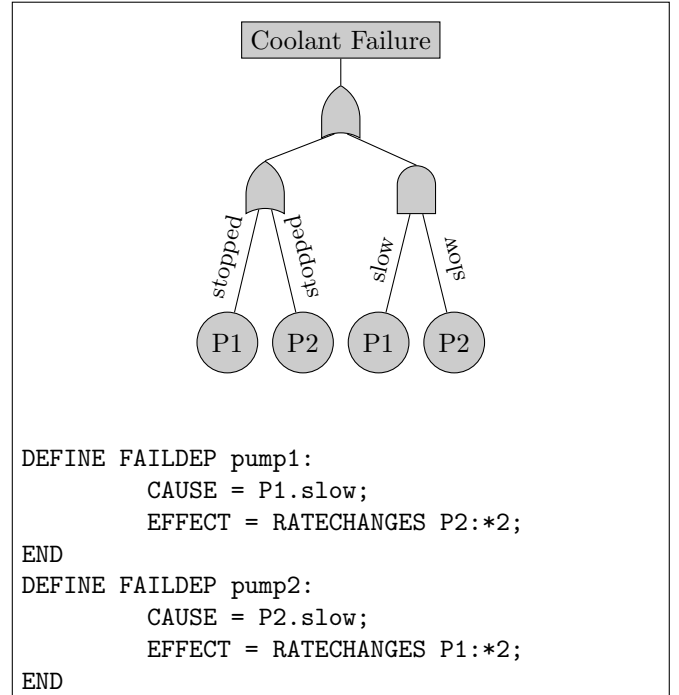 Coolant Failure
stopped
stopped
slow
slow
P1
P2
P1
P2
DEFINE FAILDEP pump1:
CAUSE = P1.slow;
EFFECT = RATECHANGES P2:*2;
END
DEFINE FAILDEP pump2:
CAUSE = P2.slow;
EFFECT = RATECHANGES P1:*2;
END